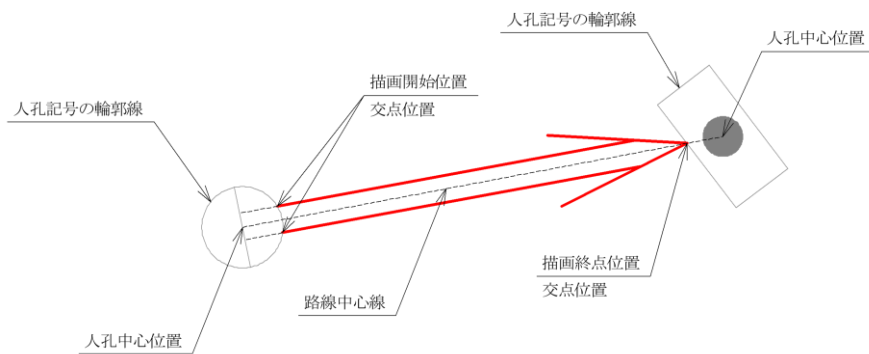 人孔記号の輪郭線
人孔中心位置
描画開始位置
交点位置
人孔記号の輪郭線
描画終点位置
交点位置
路線中心線
人孔中心位置